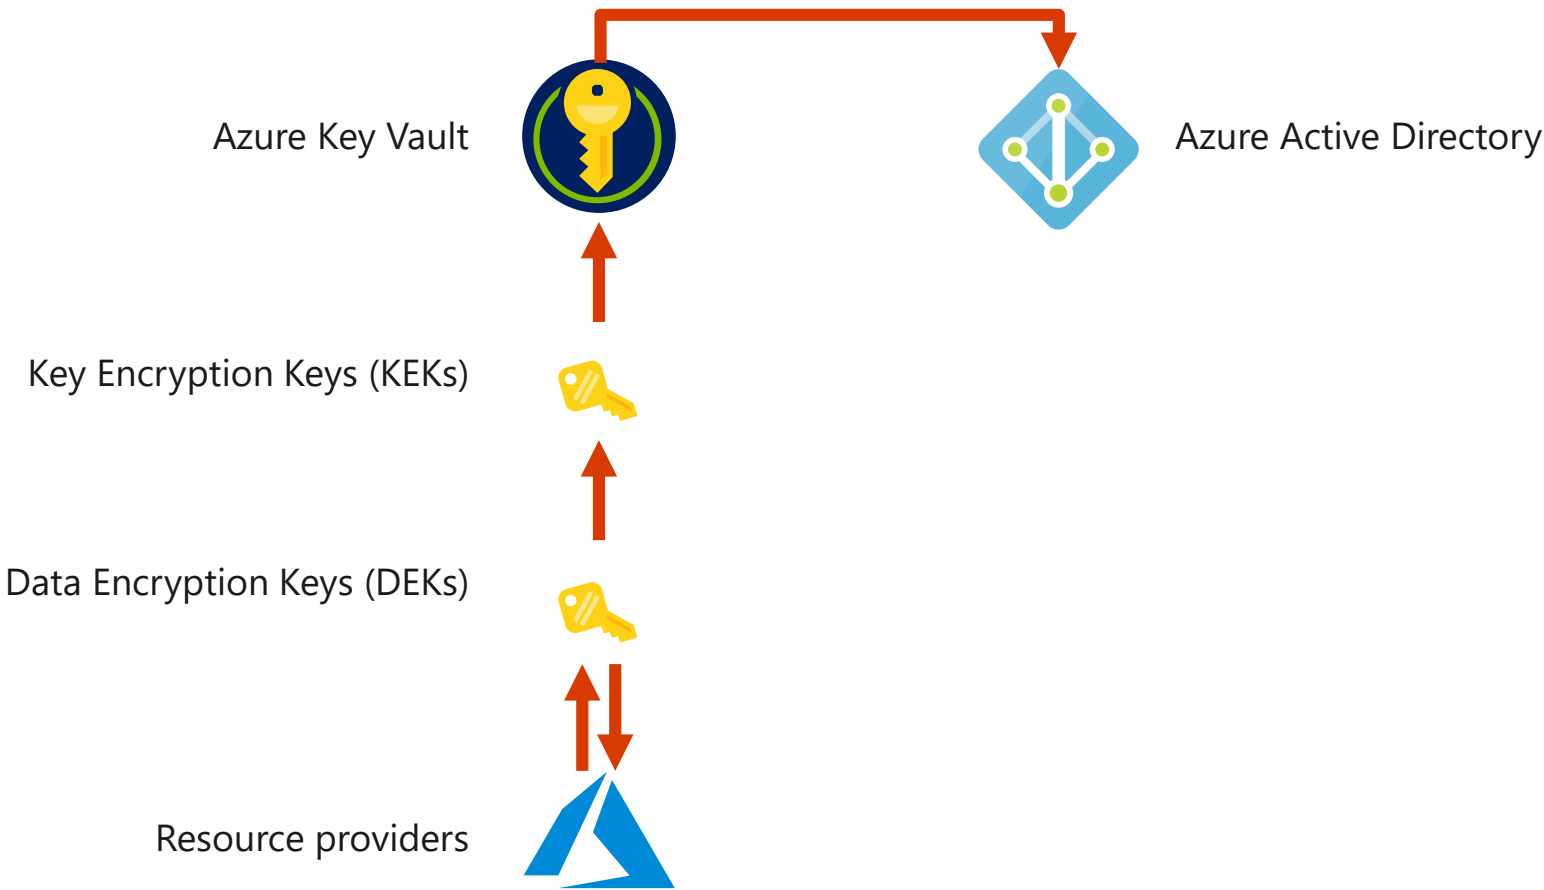 Azure Key Vault
Azure Active Directory
Key Encryption Keys (KEKs)
Data Encryption Keys (DEKs)
Resource providers